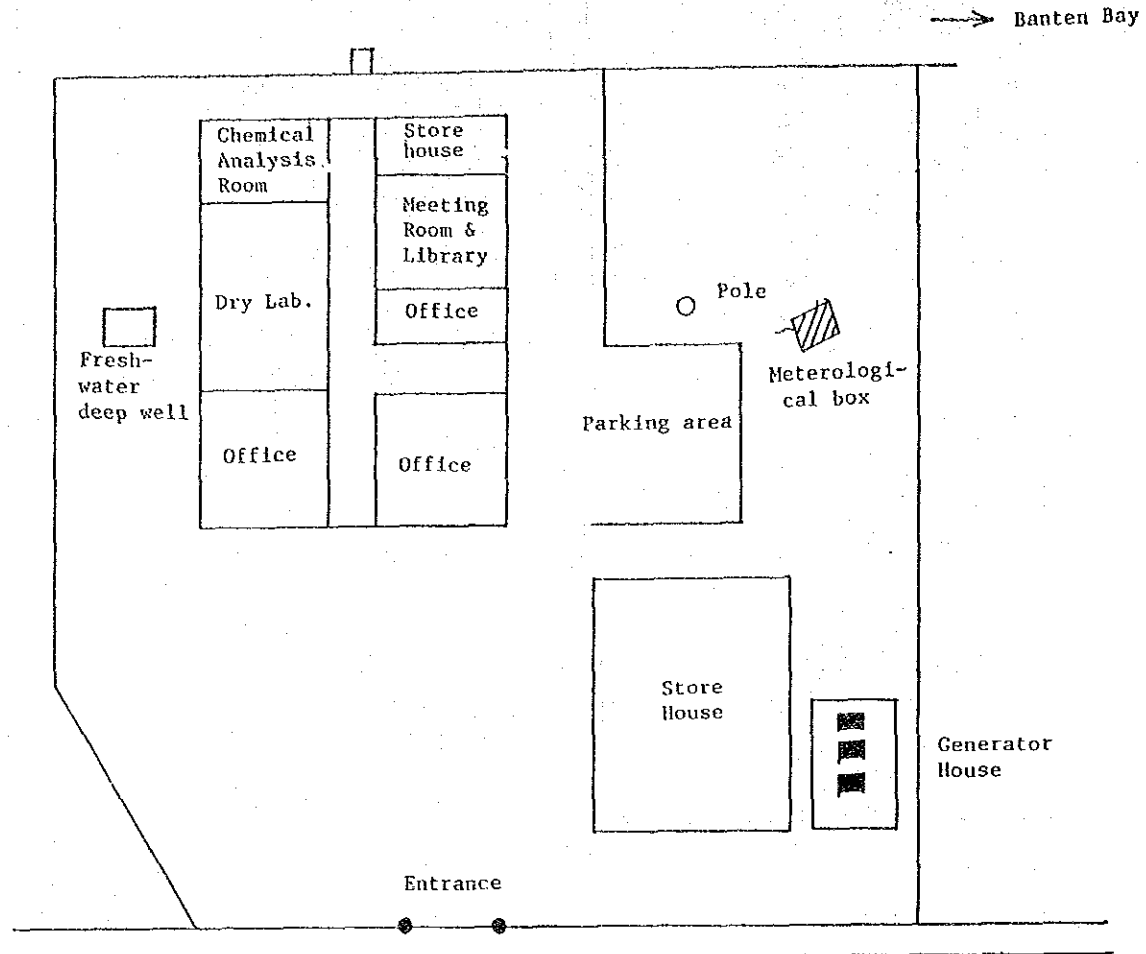 Banten Bay
Chemical
Analysis
Room
Store
house
Meeting
Room &
Library
Dry Lab.
Office
Pole
Fresh-
water
deep well
Meterologi-
cal box
Parking area
Office
Office
Store
House
Generator
House
Entrance